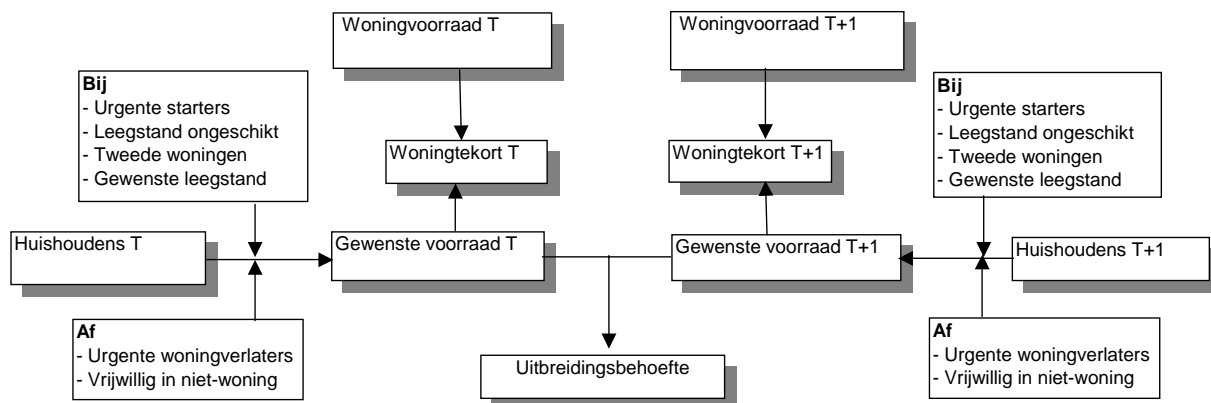 Woningvoorraad T
Woningvoorraad T+1
Bij
- Urgente starters
- Leegstand ongeschikt
- Tweede woningen
- Gewenste leegstand
Woningtekort T
Woningtekort T+1
Bij
- Urgente starters
- Leegstand ongeschikt
- Tweede woningen
- Gewenste leegstand
Huishoudens T
Gewenste voorraad T
Gewenste voorraad T+1
Huishoudens T+1
Af
- Urgente woningverlaters
- Vrijwillig in niet-woning
Uitbreidingsbehoefte
Af
- Urgente woningverlaters
- Vrijwillig in niet-woning